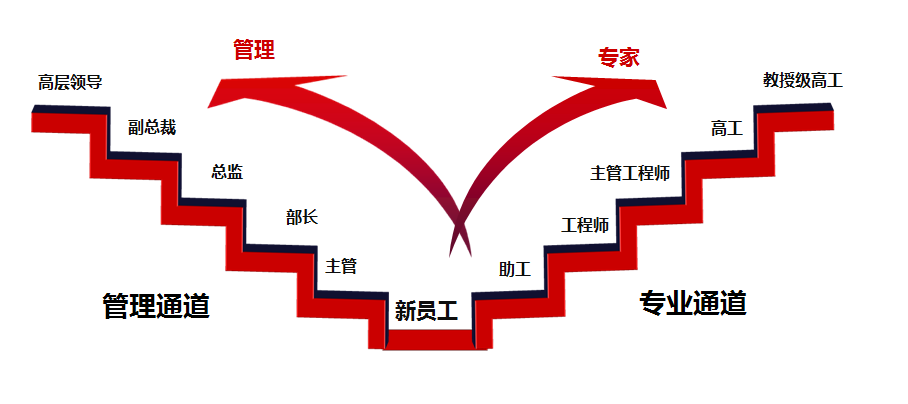 管理
专家
高层领导
教授级高工
副总裁
高工
总监
主管工程师
部长
工程师
主管
助工
管理通道
新员工
专业通道